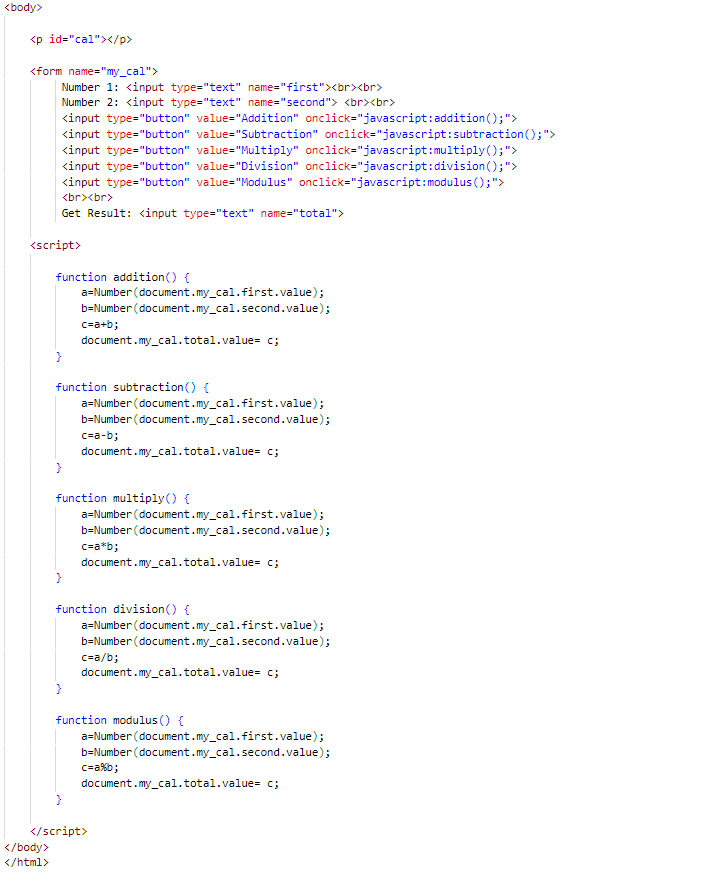 <body>
<p id="cal"></p>
<form name="my_cal">
Number 1: <input type="text" name="first"><br><br>
Number 2: <input type="text" name="second"> <br><br>
<input type="button" value="Addition" onclick="javascript:addition();">
<input type="button" value="Subtraction" onclick="javascript:subtraction();">
<input type="button" value="Multiply" onclick="javascript:multiply();">
<input type="button" value="Division" onclick="javascript:division();">
<input type="button" value="Modulus" onclick="javascript:modulus();">
<br><br>
Get Result: <input type="text" name="total">
<script>
function addition() {
a=Number(document.my_cal.first.value);
b=Number(document.my_cal.second.value);
c=a+b;
document.my_cal.total.value= c;
}
function subtraction() {
a=Number(document.my_cal.first.value);
b=Number(document.my_cal.second.value);
c=a-b;
document.my_cal.total.value= c;
}
function multiply() {
a=Number(document.my_cal.first.value);
b=Number(document.my_cal.second.value);
c=a*b;
document.my_cal.total.value= c;
}
function division() {
a=Number(document.my_cal.first.value);
b=Number(document.my_cal.second.value);
c=a/b;
document.my_cal.total.value= c;
}
function modulus() {
a=Number(document.my_cal.first.value);
b=Number(document.my_cal.second.value);
c=a%b;
document.my_cal.total.value= c;
}
</script>
</body>
</html>